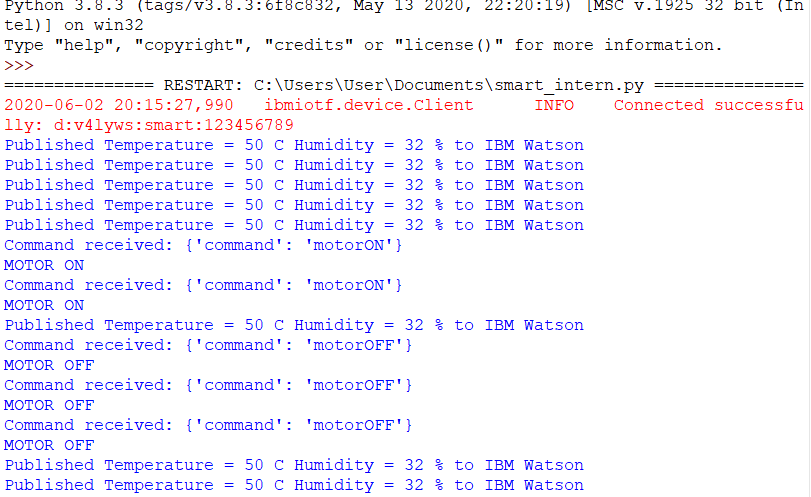 Python 3.8.3 (tags/v3.8.3:6f8c832, May 13 2020, 22:20:19) [MSC v.1925 32 bit (In
tel)] on win32
Type "help", "copyright", "credits" or "license()" for more information.
>>>
=============== RESTART: C:\Users\User\Documents\smart_intern.py ===============
2020-06-02 20:15:27,990   ibmiotf.device.Client      INFO    Connected successfu
lly: d:v4lyws:smart:123456789
Published Temperature = 50 C Humidity = 32 % to IBM Watson
Published Temperature = 50 C Humidity = 32 % to IBM Watson
Published Temperature = 50 C Humidity = 32 % to IBM Watson
Published Temperature = 50 C Humidity = 32 % to IBM Watson
Published Temperature = 50 C Humidity = 32 % to IBM Watson
Command received: {'command': 'motorON'}
MOTOR ON
Command received: {'command': 'motorON'}
MOTOR ON
Published Temperature = 50 C Humidity = 32 % to IBM Watson
Command received: {'command': 'motorOFF'}
MOTOR OFF
Command received: {'command': 'motorOFF'}
MOTOR OFF
Command received: {'command': 'motorOFF'}
MOTOR OFF
Published Temperature = 50 C Humidity = 32 % to IBM Watson
Published Temperature = 50 C Humidity = 32 % to IBM Watson